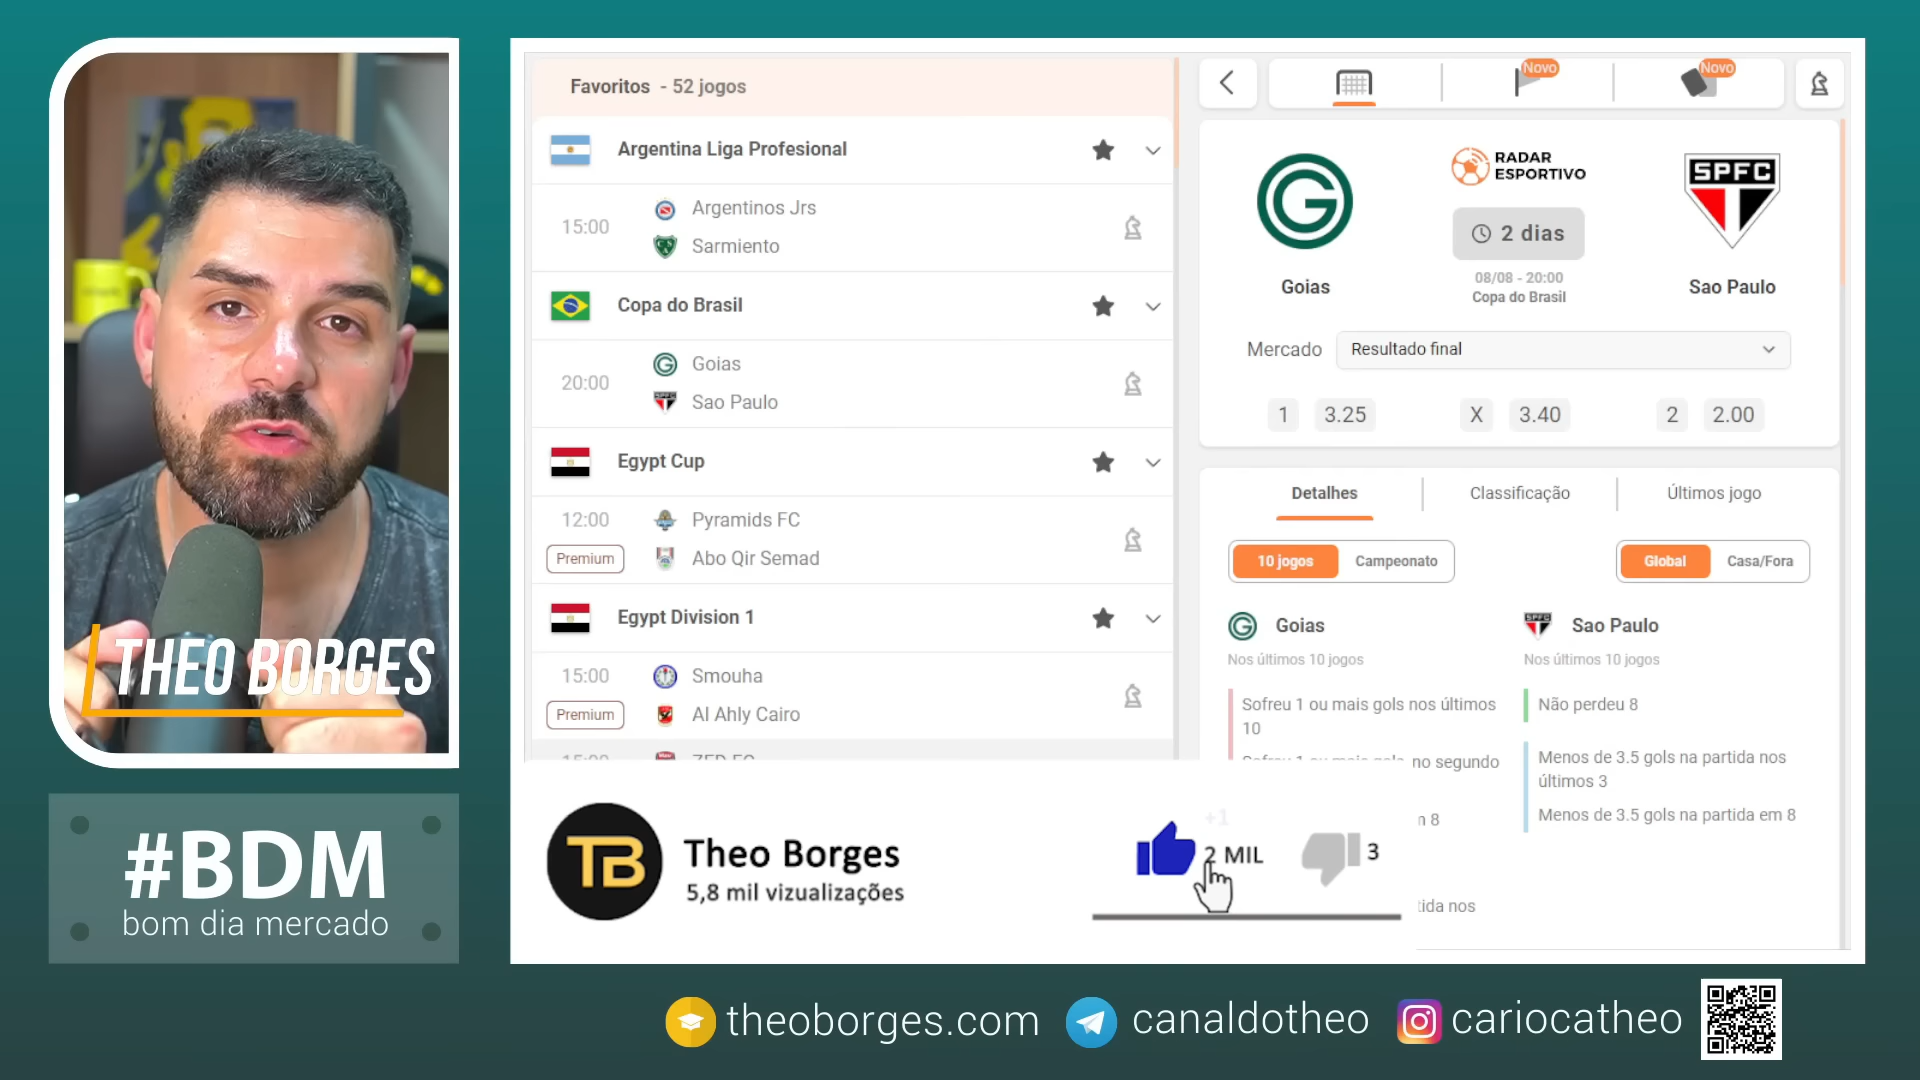 THEO BORGES
#BDM
bom dia mercado
Favoritos - 52 jogos
Argentina Liga Profesional
15:00
Argentinos Jrs
Sarmiento
Copa do Brasil
20:00
Goias
Sao Paulo
Egypt Cup
12:00
Premium
Pyramids FC
Abo Qir Semad
Egypt Division 1
15:00
Premium
Smouha
Al Ahly Cairo
Novo
Novo
RADAR
ESPORTIVO
SPFC
2 dias
08/08 - 20:00
Copa do Brasil
Goias
Sao Paulo
Mercado
Resultado final
1 3.25 X 3.40 2 2.00
Detalhes Classificação Últimos jogo
10 jogos Campeonato Global Casa/Fora
Goias
Nos últimos 10 jogos
Sofreu 1 ou mais gols nos últimos
10
no segundo
8
tida nos
Sao Paulo
Nos últimos 10 jogos
Não perdeu 8
Menos de 3.5 gols na partida nos
últimos 3
Menos de 3.5 gols na partida em 8
TB
Theo Borges
5,8 mil vizualizações
+1
2 MIL
3
theoborges.com
canaldotheo
cariocatheo